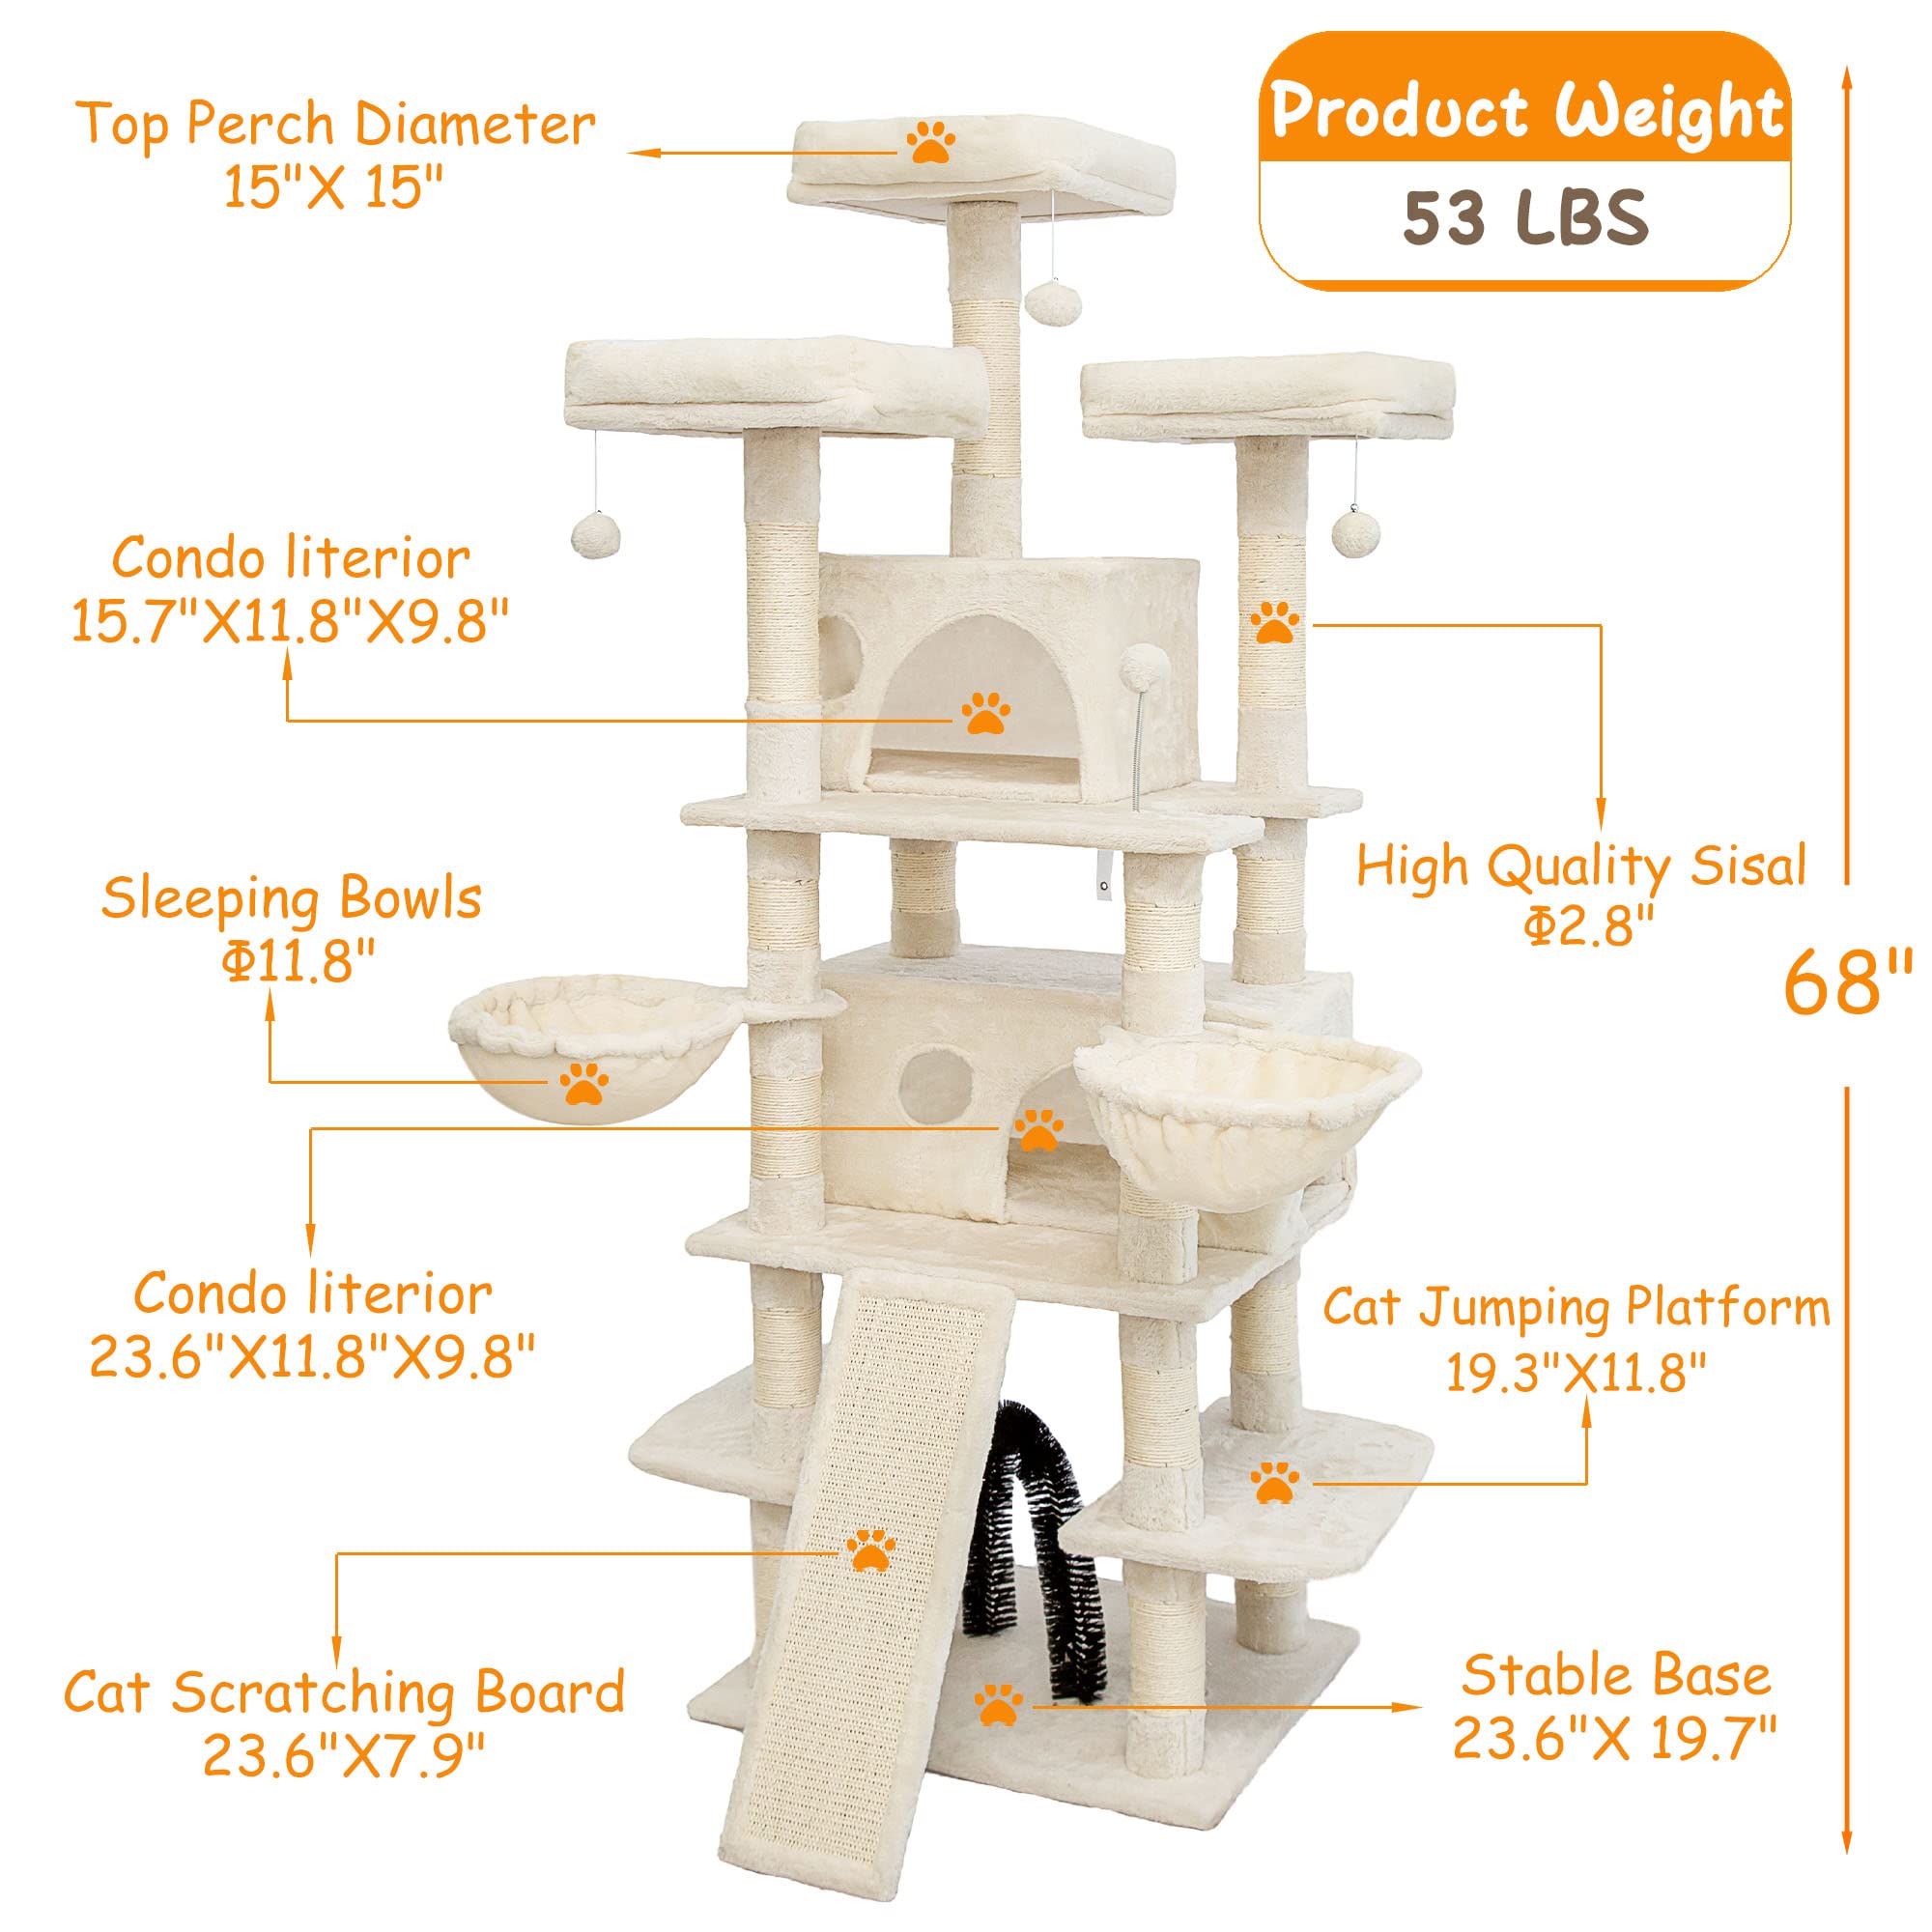 Product Weight
53 LBS
Top Perch Diameter
15"X 15"
Condo literior
15.7"X11.8"X9.8"
Sleeping Bowls
Φ11.8"
High Quality Sisal
Φ2.8"
68"
Condo literior
23.6"X11.8"X9.8"
Cat Jumping Platform
19.3"X11.8"
Cat Scratching Board
23.6"X7.9"
Stable Base
23.6"X 19.7"